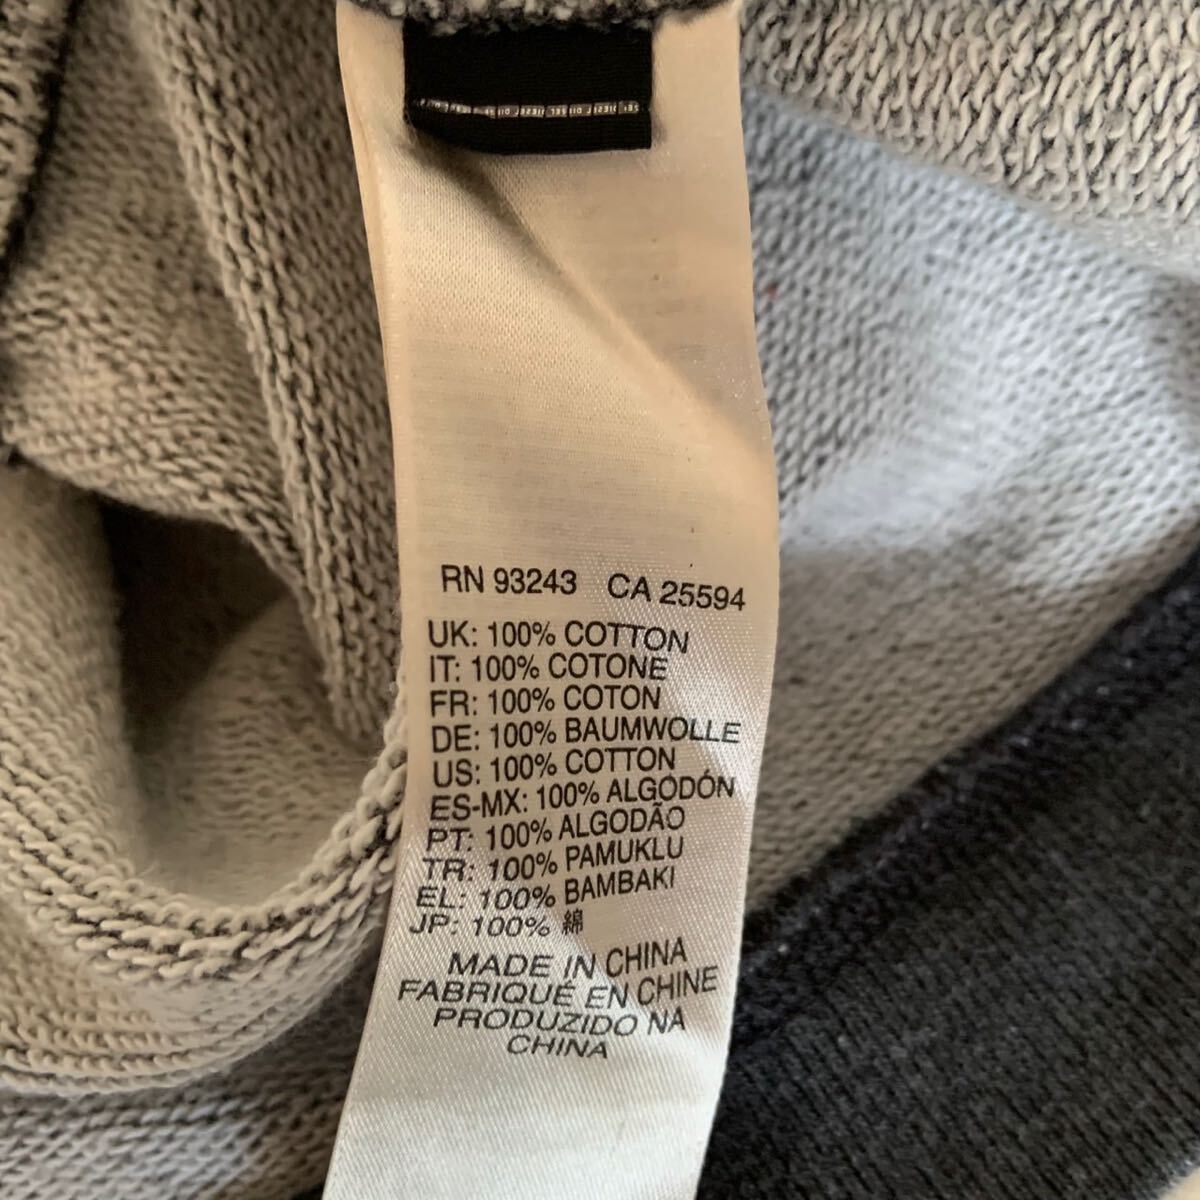 RN 93243 CA 25594
UK: 100% COTTON
IT: 100% COTONE
FR: 100% COTON
DE: 100% BAUMWOLLE
US: 100% COTTON
ES-MX: 100% ALGODÓN
PT: 100% ALGODÃO
TR: 100% PAMUKLU
EL: 100% BAMBAKI
JP: 100% 綿
MADE IN CHINA
FABRIQUÉ EN CHINE
PRODUZIDO NA
CHINA